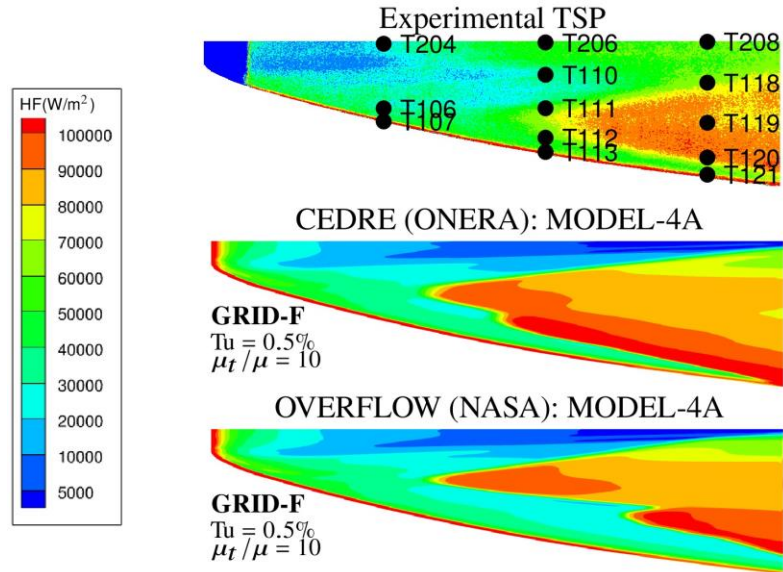 Experimental TSP
T204
T206
T208
T110
T118
T106
T111
T119
T107
T112
T120
T113
T121
HF(W/m²)
100000
90000
80000
70000
60000
50000
40000
30000
20000
10000
5000
CEDRE (ONERA): MODEL-4A
GRID-F
Tu = 0.5%
μt/μ = 10
OVERFLOW (NASA): MODEL-4A
GRID-F
Tu = 0.5%
μt/μ = 10